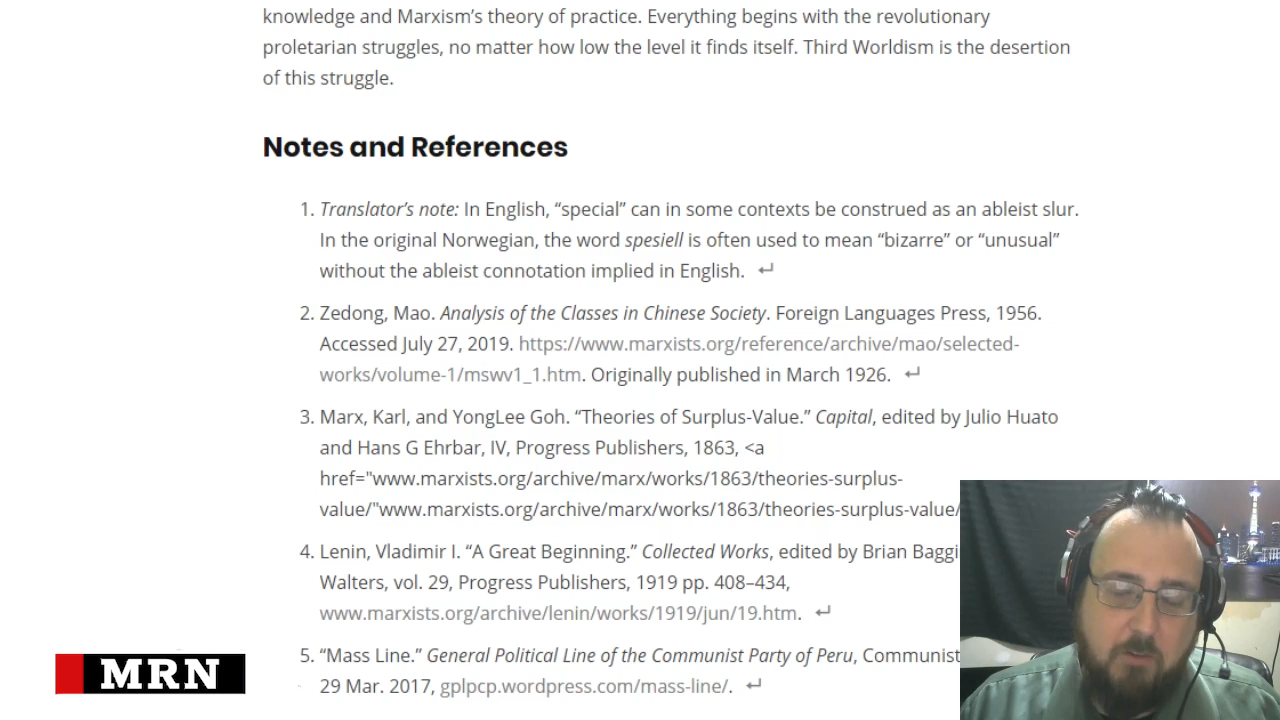 knowledge and Marxism’s theory of practice. Everything begins with the revolutionary
proletarian struggles, no matter how low the level it finds itself. Third Worldism is the desertion
of this struggle.
Notes and References
1. Translator’s note: In English, “special” can in some contexts be construed as an ableist slur.
In the original Norwegian, the word spesiell is often used to mean “bizarre” or “unusual”
without the ableist connotation implied in English. ↵
2. Zedong, Mao. Analysis of the Classes in Chinese Society. Foreign Languages Press, 1956.
Accessed July 27, 2019. https://www.marxists.org/reference/archive/mao/selected-
works/volume-1/mswv1_1.htm. Originally published in March 1926. ↵
3. Marx, Karl, and YongLee Goh. “Theories of Surplus-Value.” Capital, edited by Julio Huato
and Hans G Ehrbar, IV, Progress Publishers, 1863, <a
href="www.marxists.org/archive/marx/works/1863/theories-surplus-
value/"www.marxists.org/archive/marx/works/1863/theories-surplus-value/
4. Lenin, Vladimir I. “A Great Beginning.” Collected Works, edited by Brian Baggi
Walters, vol. 29, Progress Publishers, 1919 pp. 408–434,
www.marxists.org/archive/lenin/works/1919/jun/19.htm. ↵
5. “Mass Line.” General Political Line of the Communist Party of Peru, Communist
29 Mar. 2017, gplpcp.wordpress.com/mass-line/. ↵
MRN